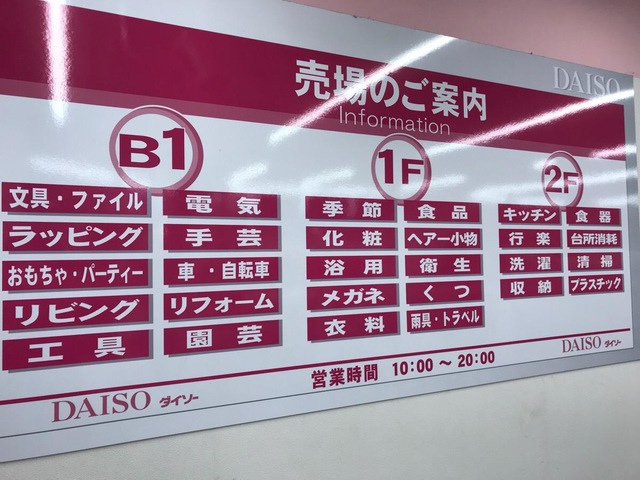 DAISO
売場のご案内
Information
B1
文具・ファイル 電気
ラッピング 手芸
おもちゃ・パーティー 車・自転車
リビング リフォーム
工具 園芸
1F
季節 食品
化粧 ヘアー小物
浴用 衛生
メガネ くつ
衣料 雨具・トラベル
2F
キッチン 食器
行楽 台所消耗
洗濯 清掃
収納 プラスチック
営業時間 10:00 ~ 20:00
DAISO ダイソー
DAISO ダイソー